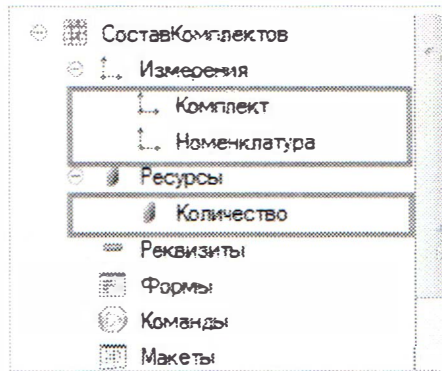 СоставКомплектов
Измерения
Комплект
Номенклатура
Ресурсы
Количество
Реквизиты
Формы
Команды
Макеты